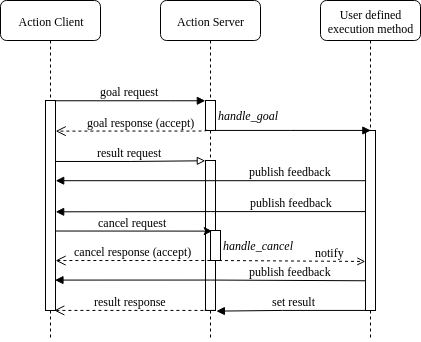 Action Client
Action Server
User defined
execution method
goal request
handle_goal
goal response (accept)
result request
publish feedback
publish feedback
cancel request
handle_cancel
cancel response (accept)
notify
publish feedback
result response
set result